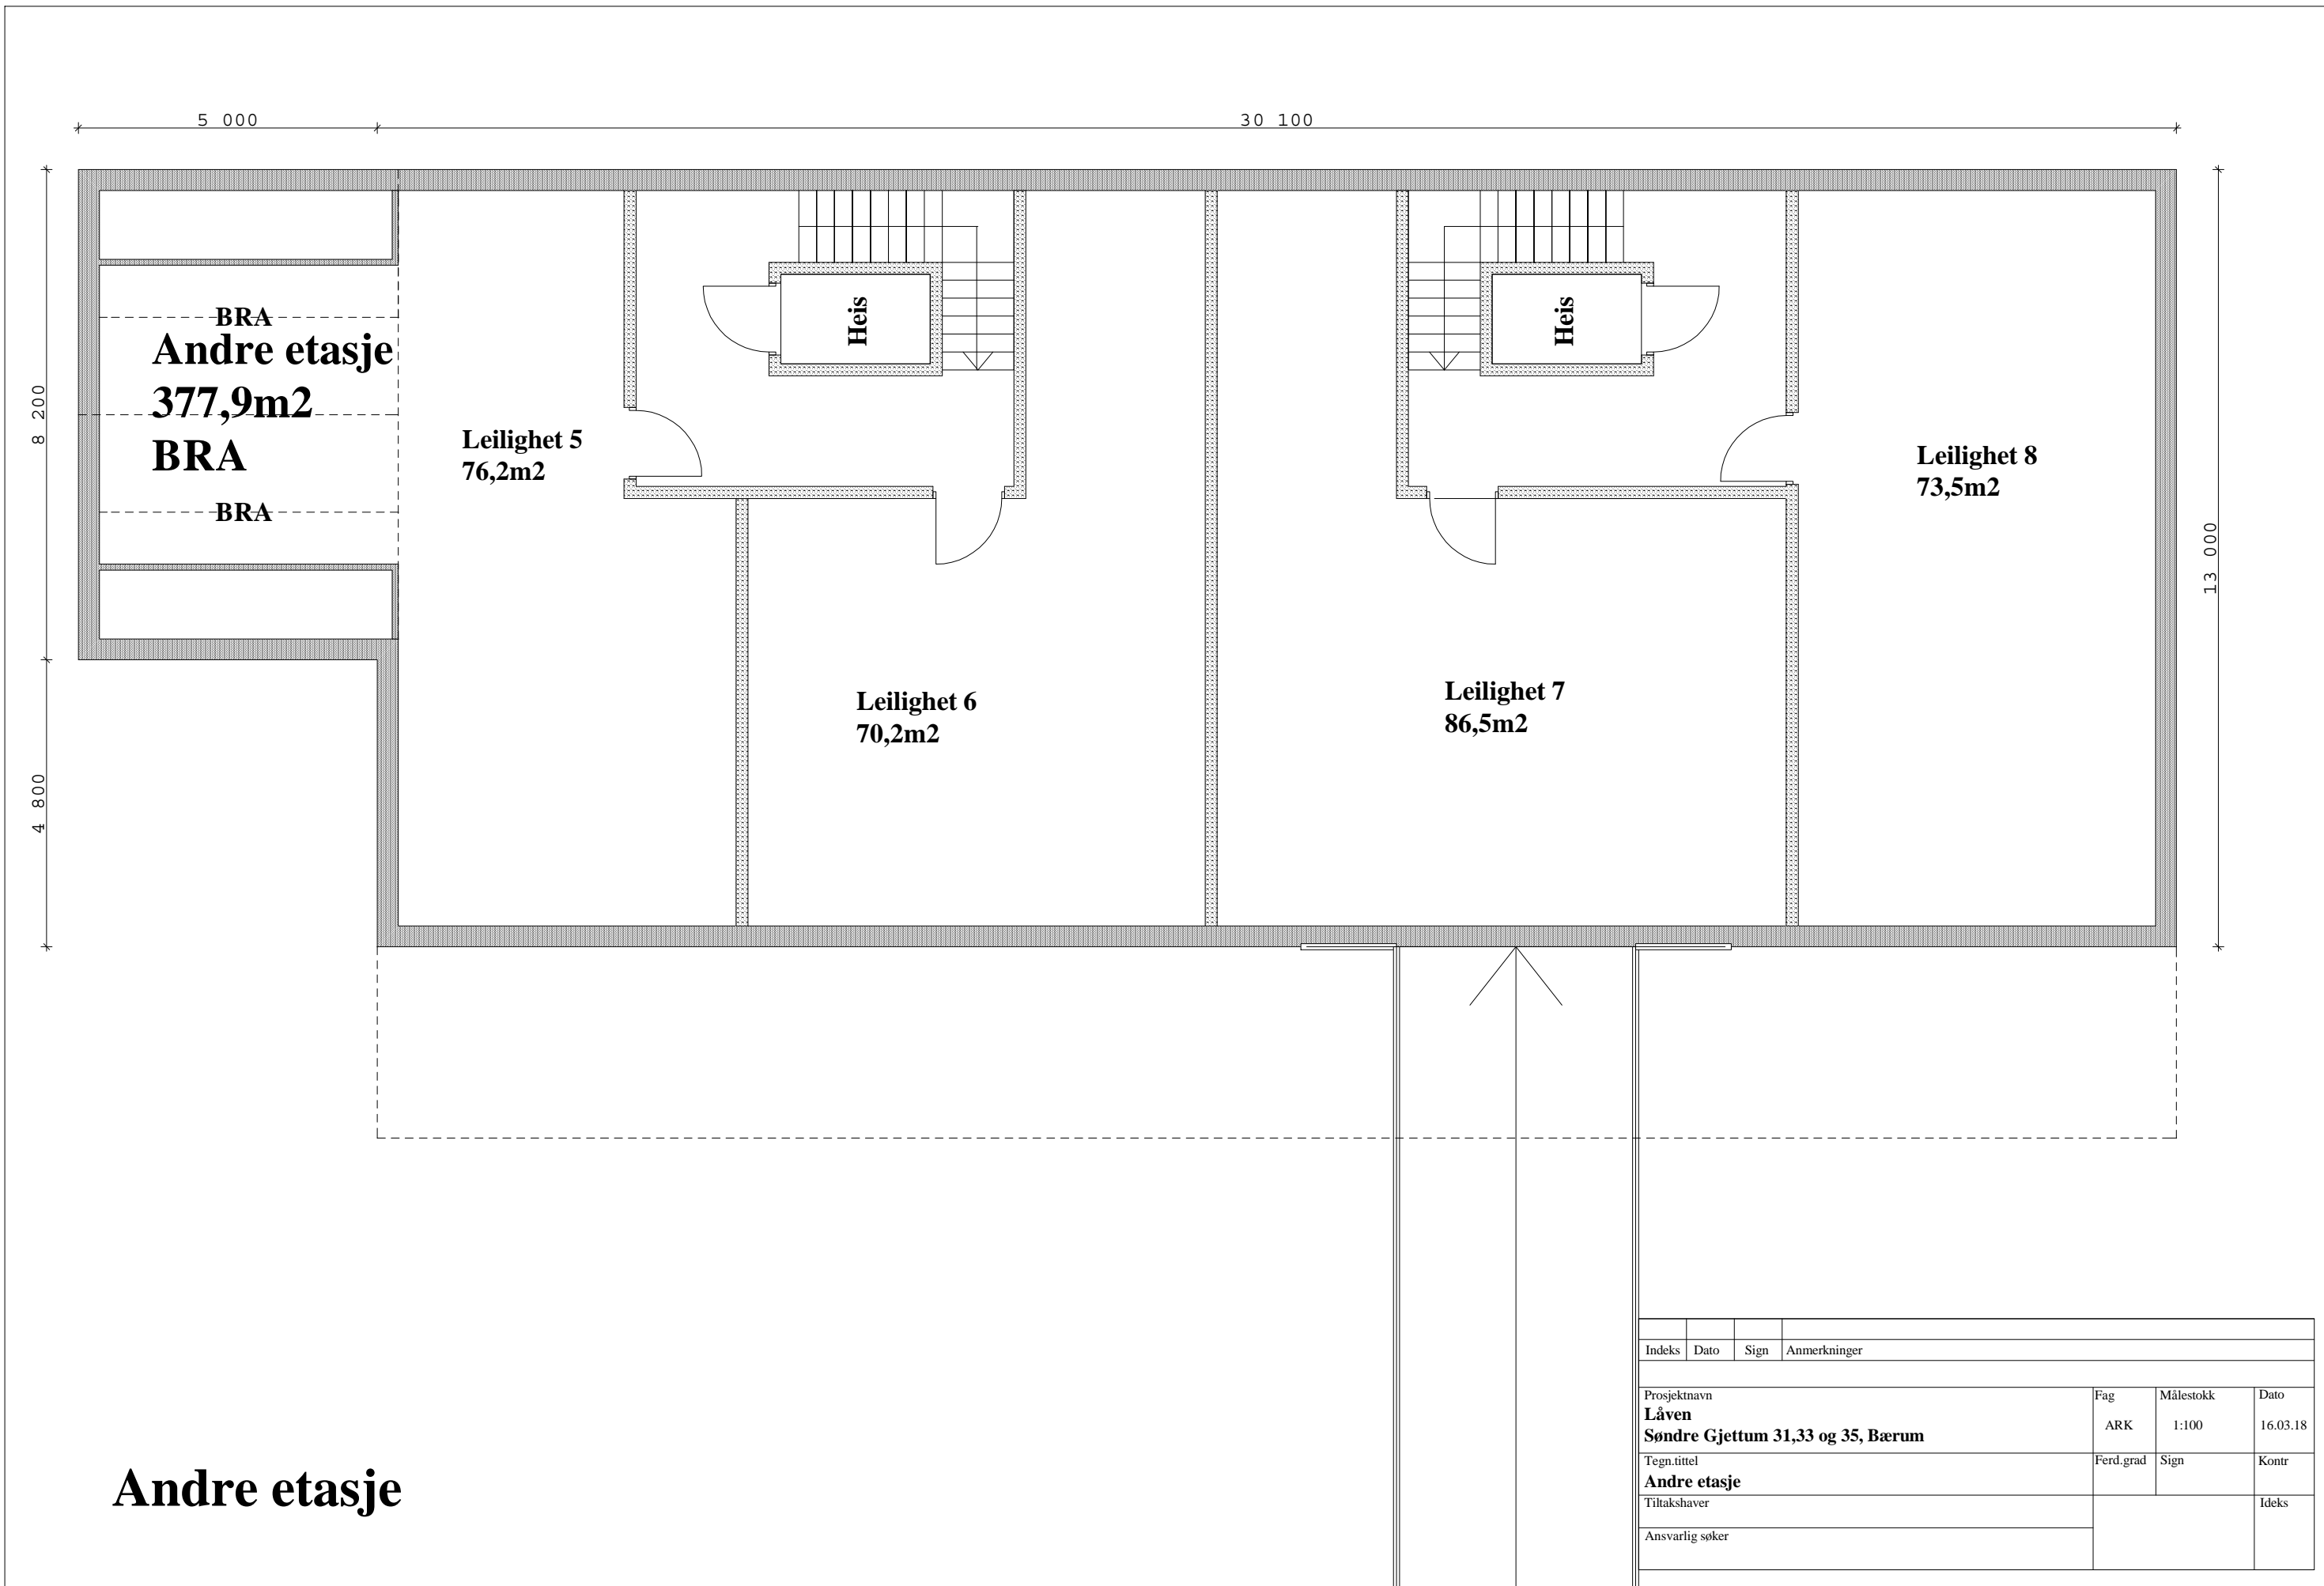 5 000
30 100
8 200
4 800
13 000
BRA
Andre etasje
377,9m2
BRA
BRA
Leilighet 5
76,2m2
Heis
Heis
Leilighet 8
73,5m2
Leilighet 6
70,2m2
Leilighet 7
86,5m2
Andre etasje
Indeks Dato Sign Anmerkninger
Prosjektnavn Fag Målestokk Dato
Låven
Søndre Gjettum 31,33 og 35, Bærum ARK 1:100 16.03.18
Tegn.tittel Ferd.grad Sign Kontr
Andre etasje
Tiltakshaver Ideks
Ansvarlig søker